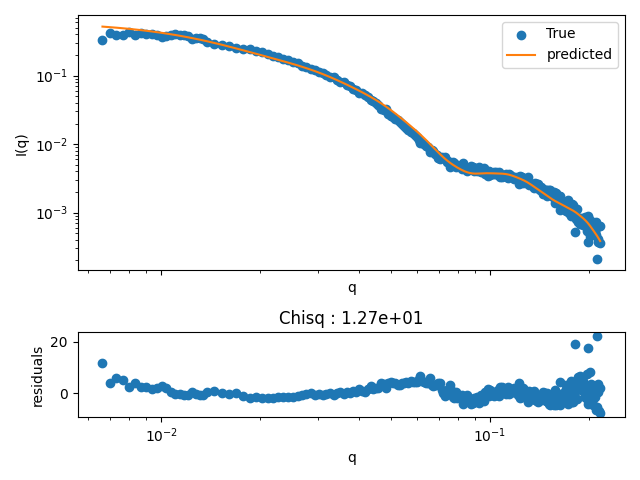 True
predicted
10⁻¹
10⁻²
10⁻³
I(q)
q
Chisq : 1.27e+01
20
0
residuals
10⁻²
10⁻¹
q